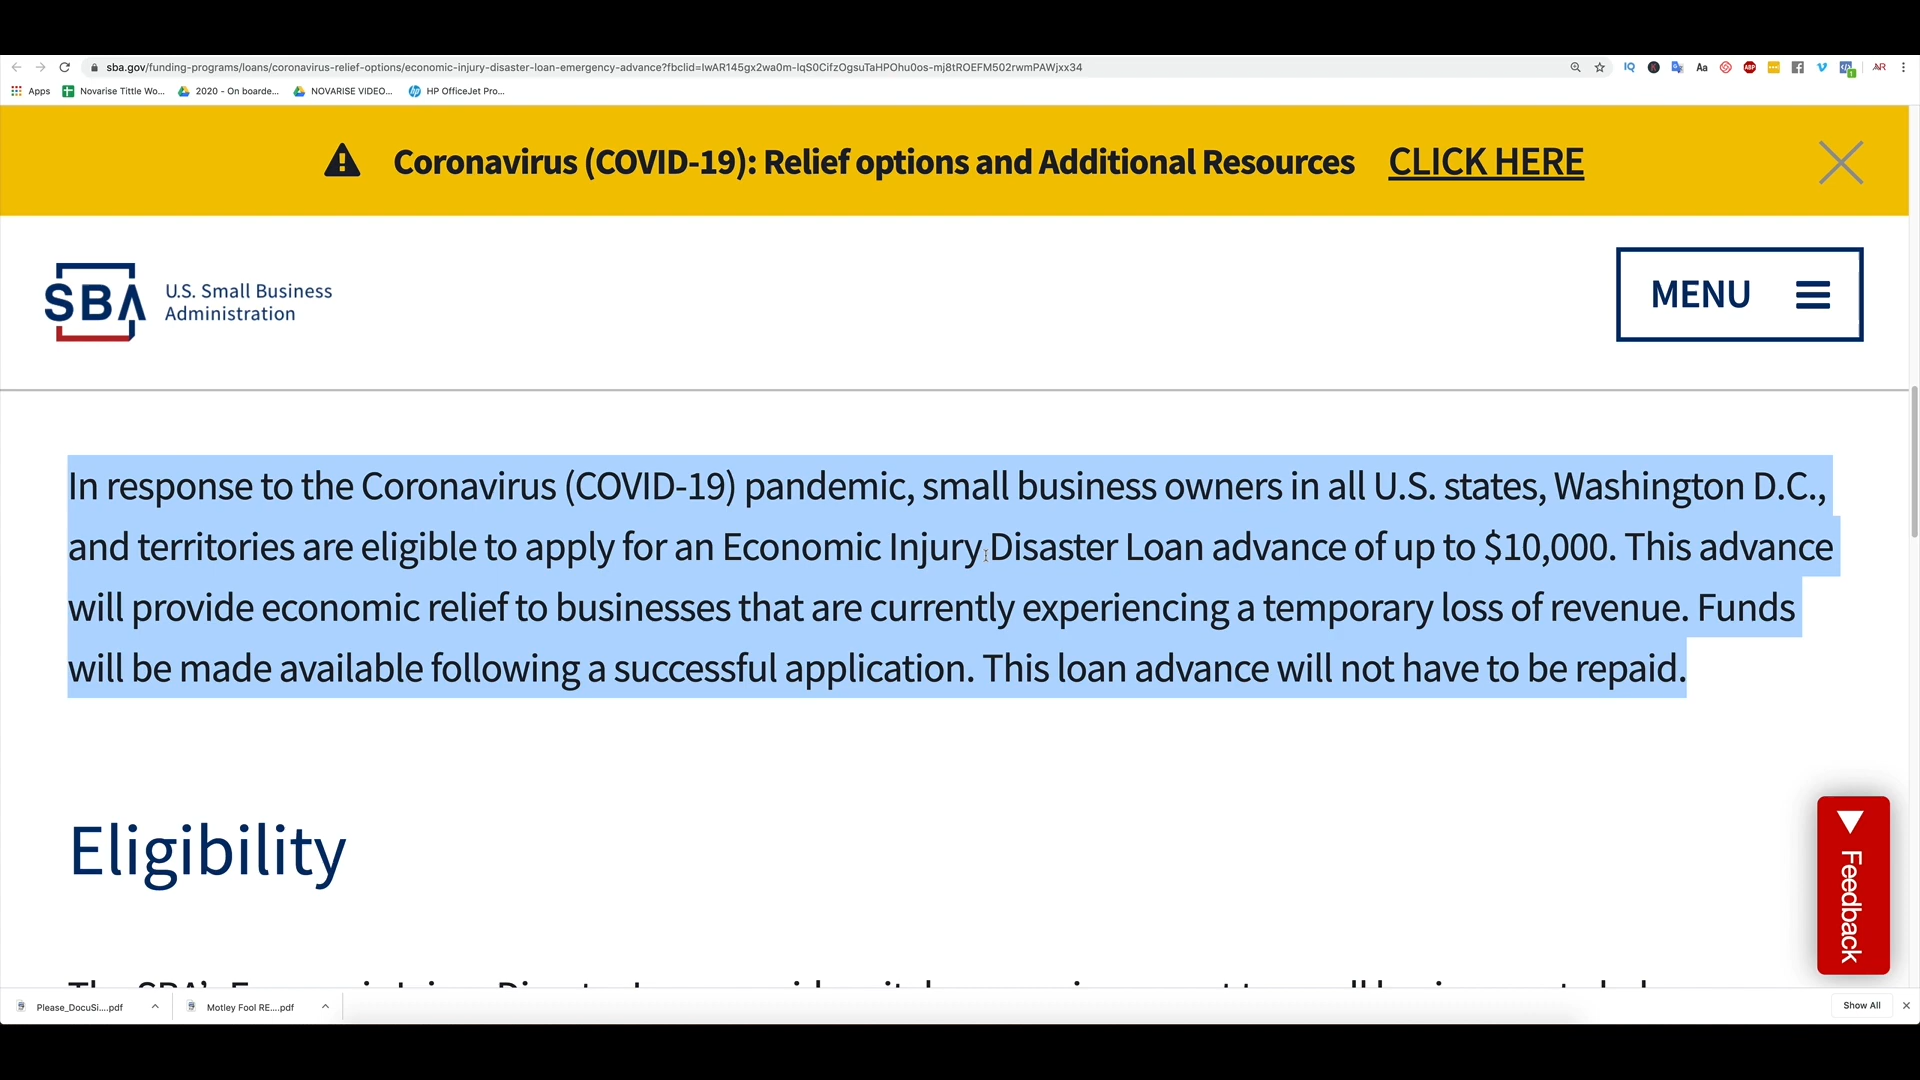 sba.gov/funding-programs/loans/coronavirus-relief-options/economic-injury-disaster-loan-emergency-advance?fbclid=IwAR145gx2wa0m-IqS0CifzOgsuTaHPOhu0os-mj8tROEFM502rwmPAWjxx34
Apps Novarise Tittle Wo... 2020 - On boarde... NOVARISE VIDEO... HP OfficeJet Pro...
Coronavirus (COVID-19): Relief options and Additional Resources CLICK HERE
SBA
U.S. Small Business
Administration
MENU
In response to the Coronavirus (COVID-19) pandemic, small business owners in all U.S. states, Washington D.C.,
and territories are eligible to apply for an Economic Injury Disaster Loan advance of up to $10,000. This advance
will provide economic relief to businesses that are currently experiencing a temporary loss of revenue. Funds
will be made available following a successful application. This loan advance will not have to be repaid.
Eligibility
Feedback
Please_DocuSi....pdf Motley Fool RE....pdf Show All